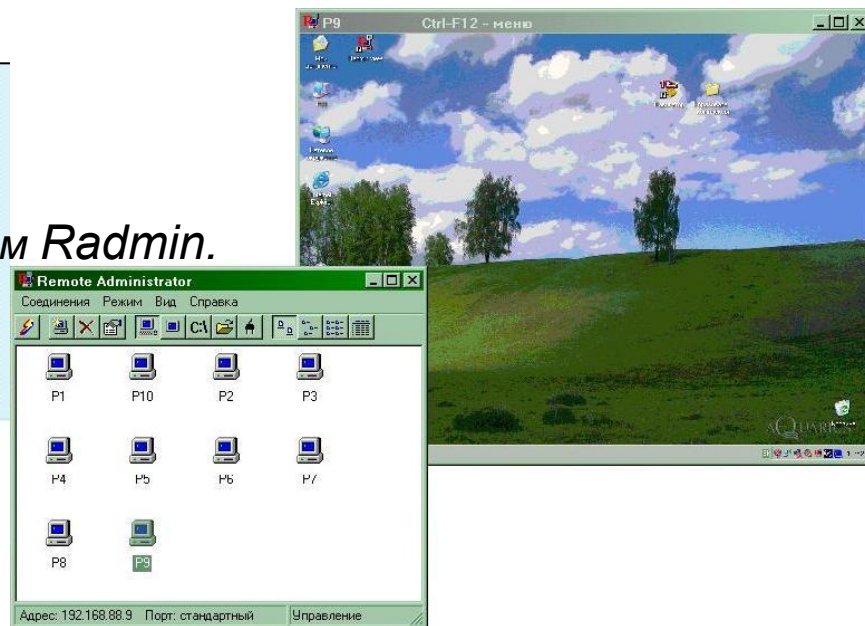 P9 Ctrl-F12 - меню
м Radmin.
Remote Administrator
Соединения Режим Вид Справка
C:\
P1 P10 P2 P3
P4 P5 P6 P7
P8 P9
AQUARIUS
Адрес: 192.168.88.9 Порт: стандартный Управление